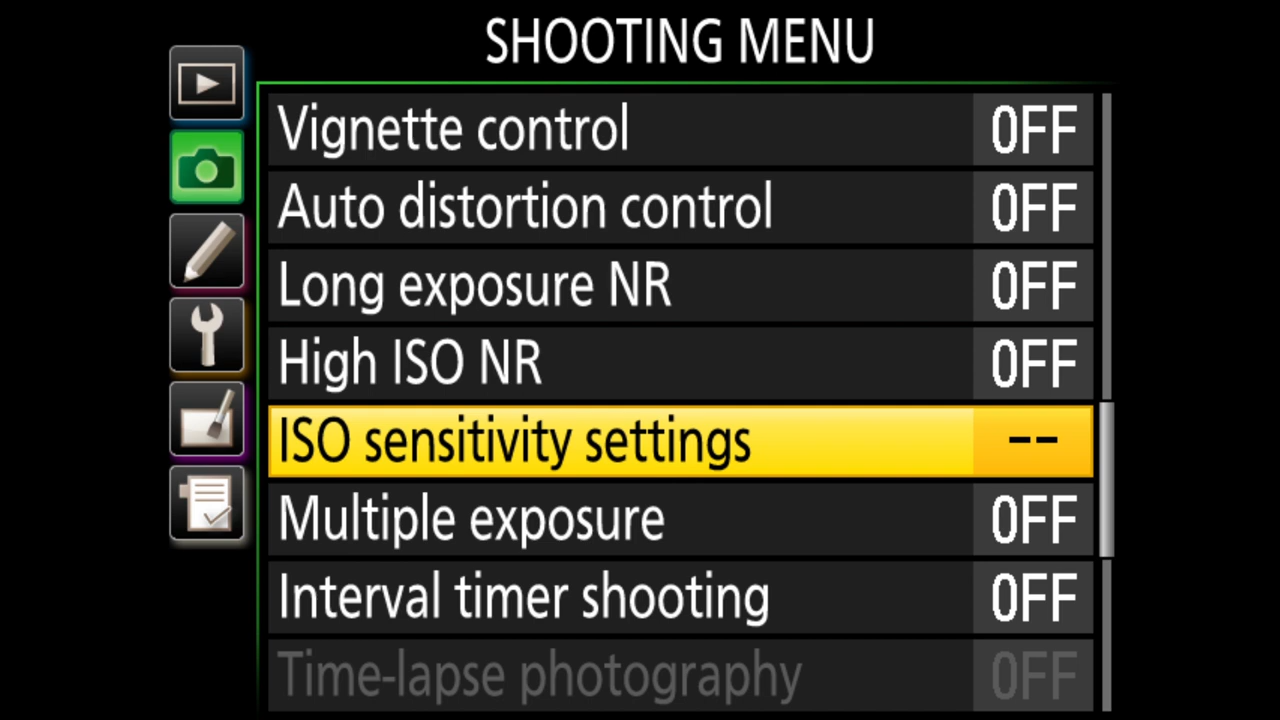 SHOOTING MENU
Vignette control OFF
Auto distortion control OFF
Long exposure NR OFF
High ISO NR OFF
ISO sensitivity settings --
Multiple exposure OFF
Interval timer shooting OFF
Time-lapse photography OFF